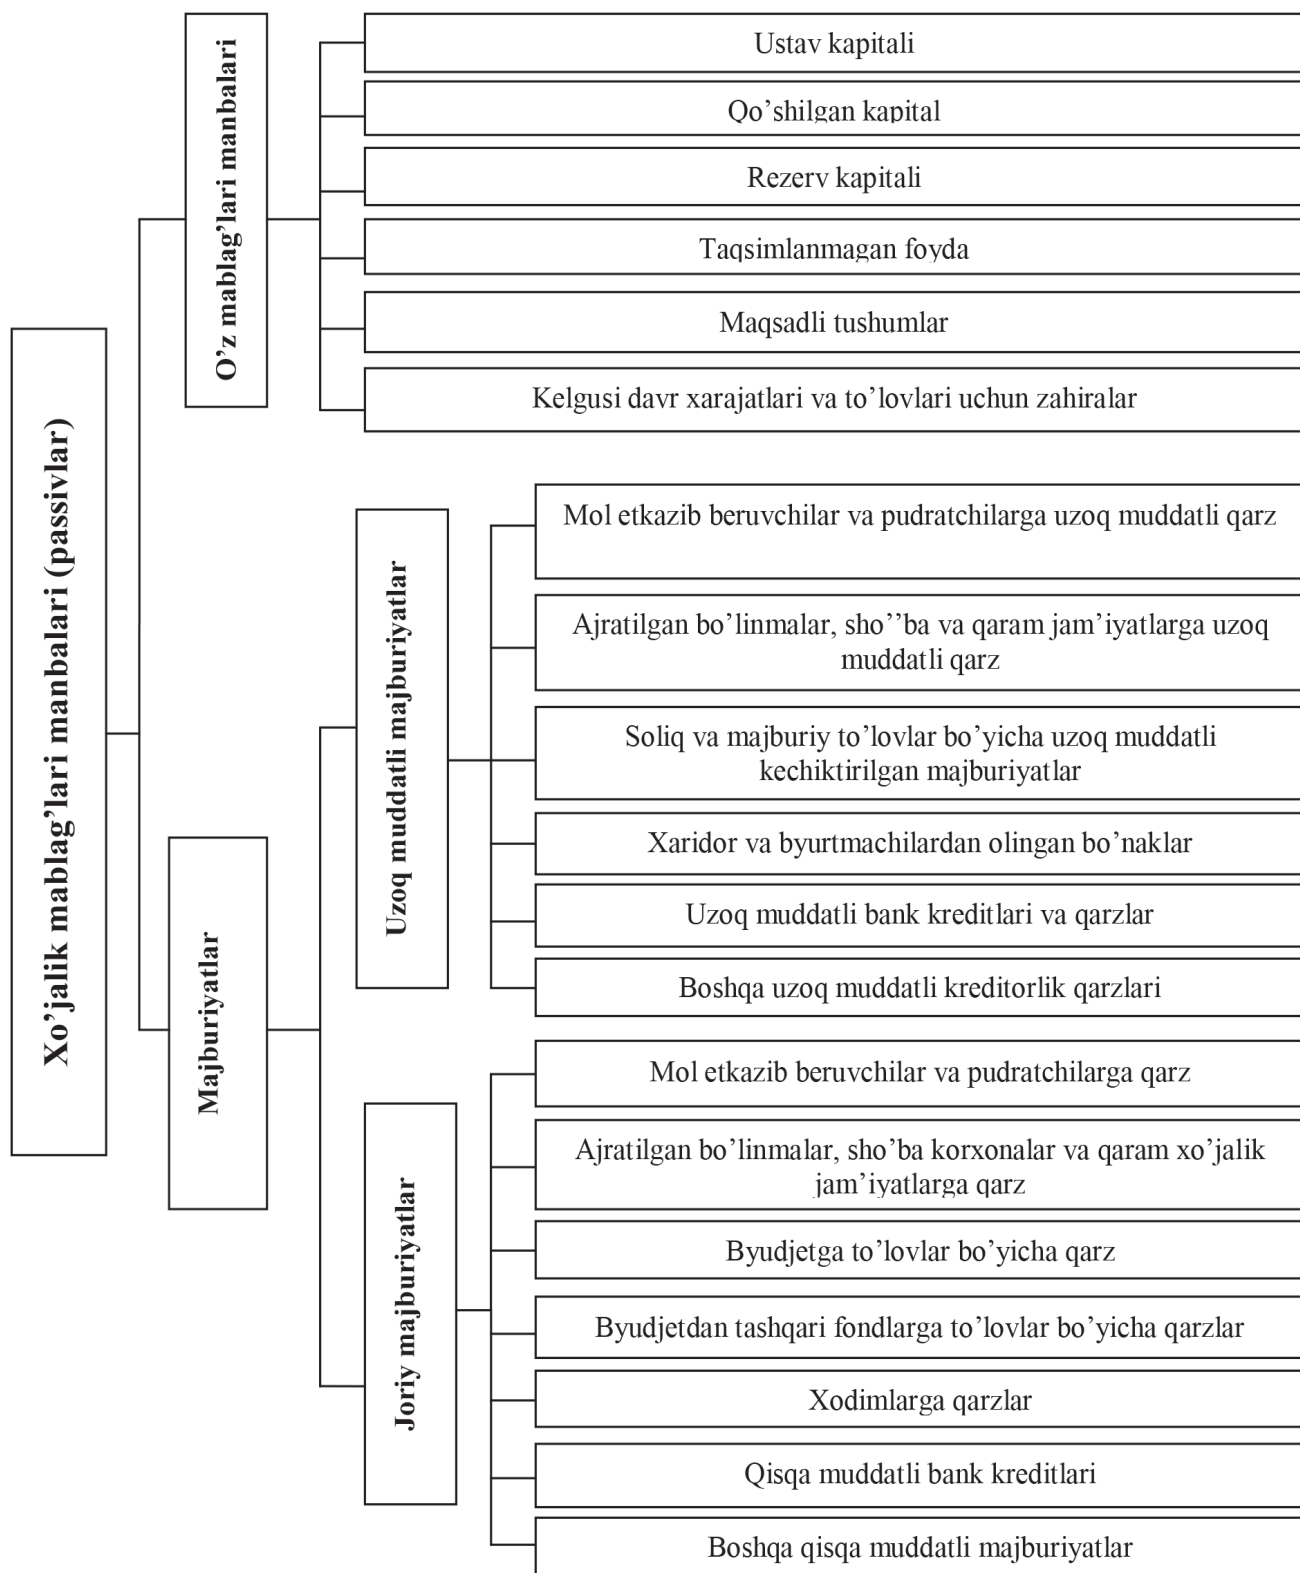 Xo’jalik mablag’lari manbalari (passivlar)
O’z mablag’lari manbalari
Ustav kapitali
Qo’shilgan kapital
Rezerv kapitali
Taqsimlanmagan foyda
Maqsadli tushumlar
Kelgusi davr xarajatlari va to’lovlari uchun zahiralar
Majburiyatlar
Uzoq muddatli majburiyatlar
Mol etkazib beruvchilar va pudratchilarga uzoq muddatli qarz
Ajratilgan bo’linmalar, sho’’ba va qaram jam’iyatlarga uzoq
muddatli qarz
Soliq va majburiy to’lovlar bo’yicha uzoq muddatli
kechiktirilgan majburiyatlar
Xaridor va byurtmachilardan olingan bo’naklar
Uzoq muddatli bank kreditlari va qarzlar
Boshqa uzoq muddatli kreditorlik qarzlari
Joriy majburiyatlar
Mol etkazib beruvchilar va pudratchilarga qarz
Ajratilgan bo’linmalar, sho’ba korxonalar va qaram xo’jalik
jam’iyatlarga qarz
Byudjetga to’lovlar bo’yicha qarz
Byudjetdan tashqari fondlarga to’lovlar bo’yicha qarzlar
Xodimlarga qarzlar
Qisqa muddatli bank kreditlari
Boshqa qisqa muddatli majburiyatlar